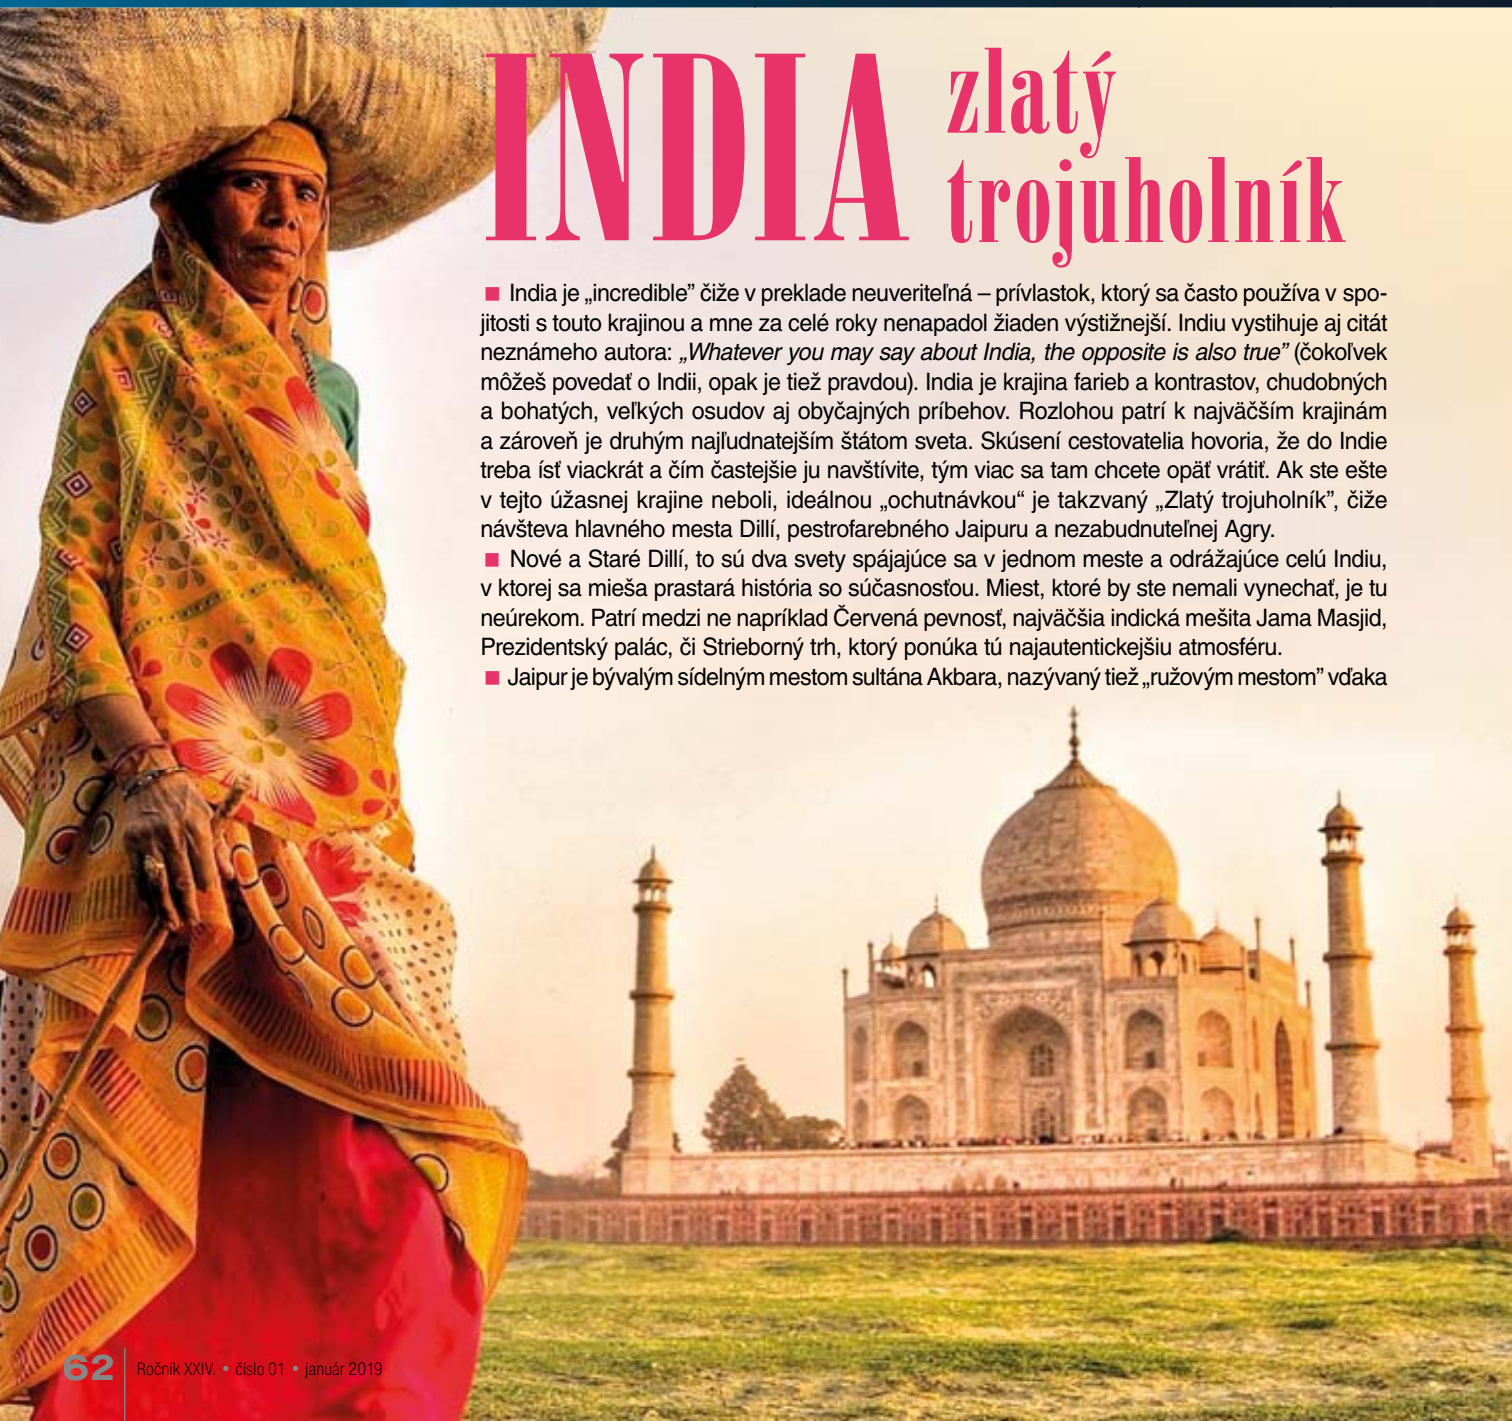 INDIA zlatý
trojuholník
■ India je „incredible” čiže v preklade neuveriteľná – prívlastok, ktorý sa často používa v spo-
jitosti s touto krajinou a mne za celé roky nenapadol žiaden výstižnejší. Indiu vystihuje aj citát
neznámeho autora: „Whatever you may say about India, the opposite is also true” (čokoľvek
môžeš povedať o Indii, opak je tiež pravdou). India je krajina farieb a kontrastov, chudobných
a bohatých, veľkých osudov aj obyčajných príbehov. Rozlohou patrí k najväčším krajinám
a zároveň je druhým najľudnatejším štátom sveta. Skúsení cestovatelia hovoria, že do Indie
treba ísť viackrát a čím častejšie ju navštívite, tým viac sa tam chcete opäť vrátiť. Ak ste ešte
v tejto úžasnej krajine neboli, ideálnou „ochutnávkou“ je takzvaný „Zlatý trojuholník”, čiže
návšteva hlavného mesta Dillí, pestrofarebného Jaipuru a nezabudnuteľnej Agry.
■ Nové a Staré Dillí, to sú dva svety spájajúce sa v jednom meste a odrážajúce celú Indiu,
v ktorej sa mieša prastará história so súčasnosťou. Miest, ktoré by ste nemali vynechať, je tu
neúrekom. Patrí medzi ne napríklad Červená pevnosť, najväčšia indická mešita Jama Masjid,
Prezidentský palác, či Strieborný trh, ktorý ponúka tú najautentickejšiu atmosféru.
■ Jaipur je bývalým sídelným mestom sultána Akbara, nazývaný tiež „ružovým mestom” vďaka
62 Ročník XXIV. • číslo 01 • január 2019